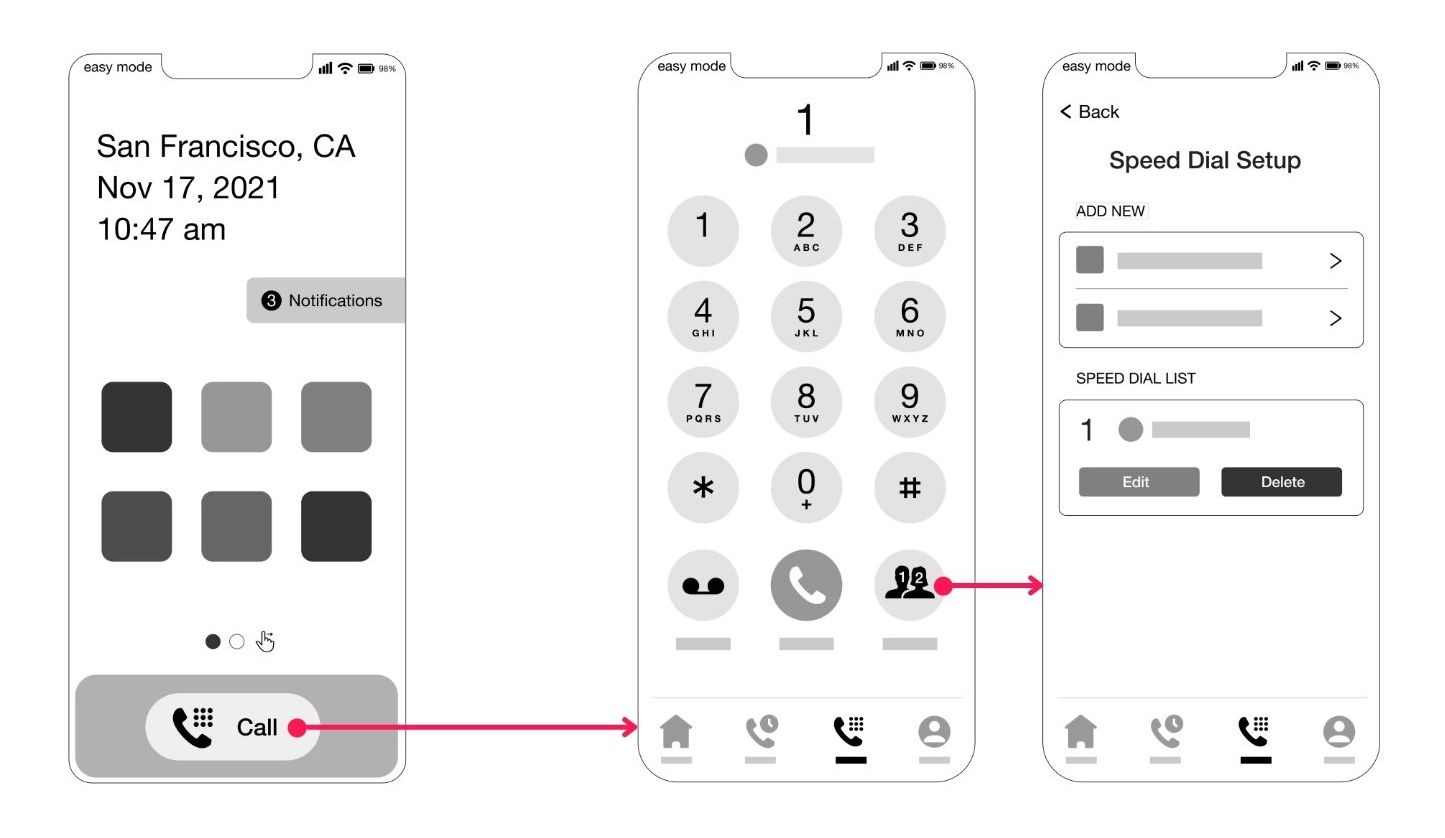 easy mode
98%
San Francisco, CA
Nov 17, 2021
10:47 am
3 Notifications
Call
easy mode
98%
1
1
2
ABC
3
DEF
4
GHI
5
JKL
6
MNO
7
PQRS
8
TUV
9
WXYZ
*
0
+
#
1 2
easy mode
98%
< Back
Speed Dial Setup
ADD NEW
>
>
SPEED DIAL LIST
1
Edit
Delete